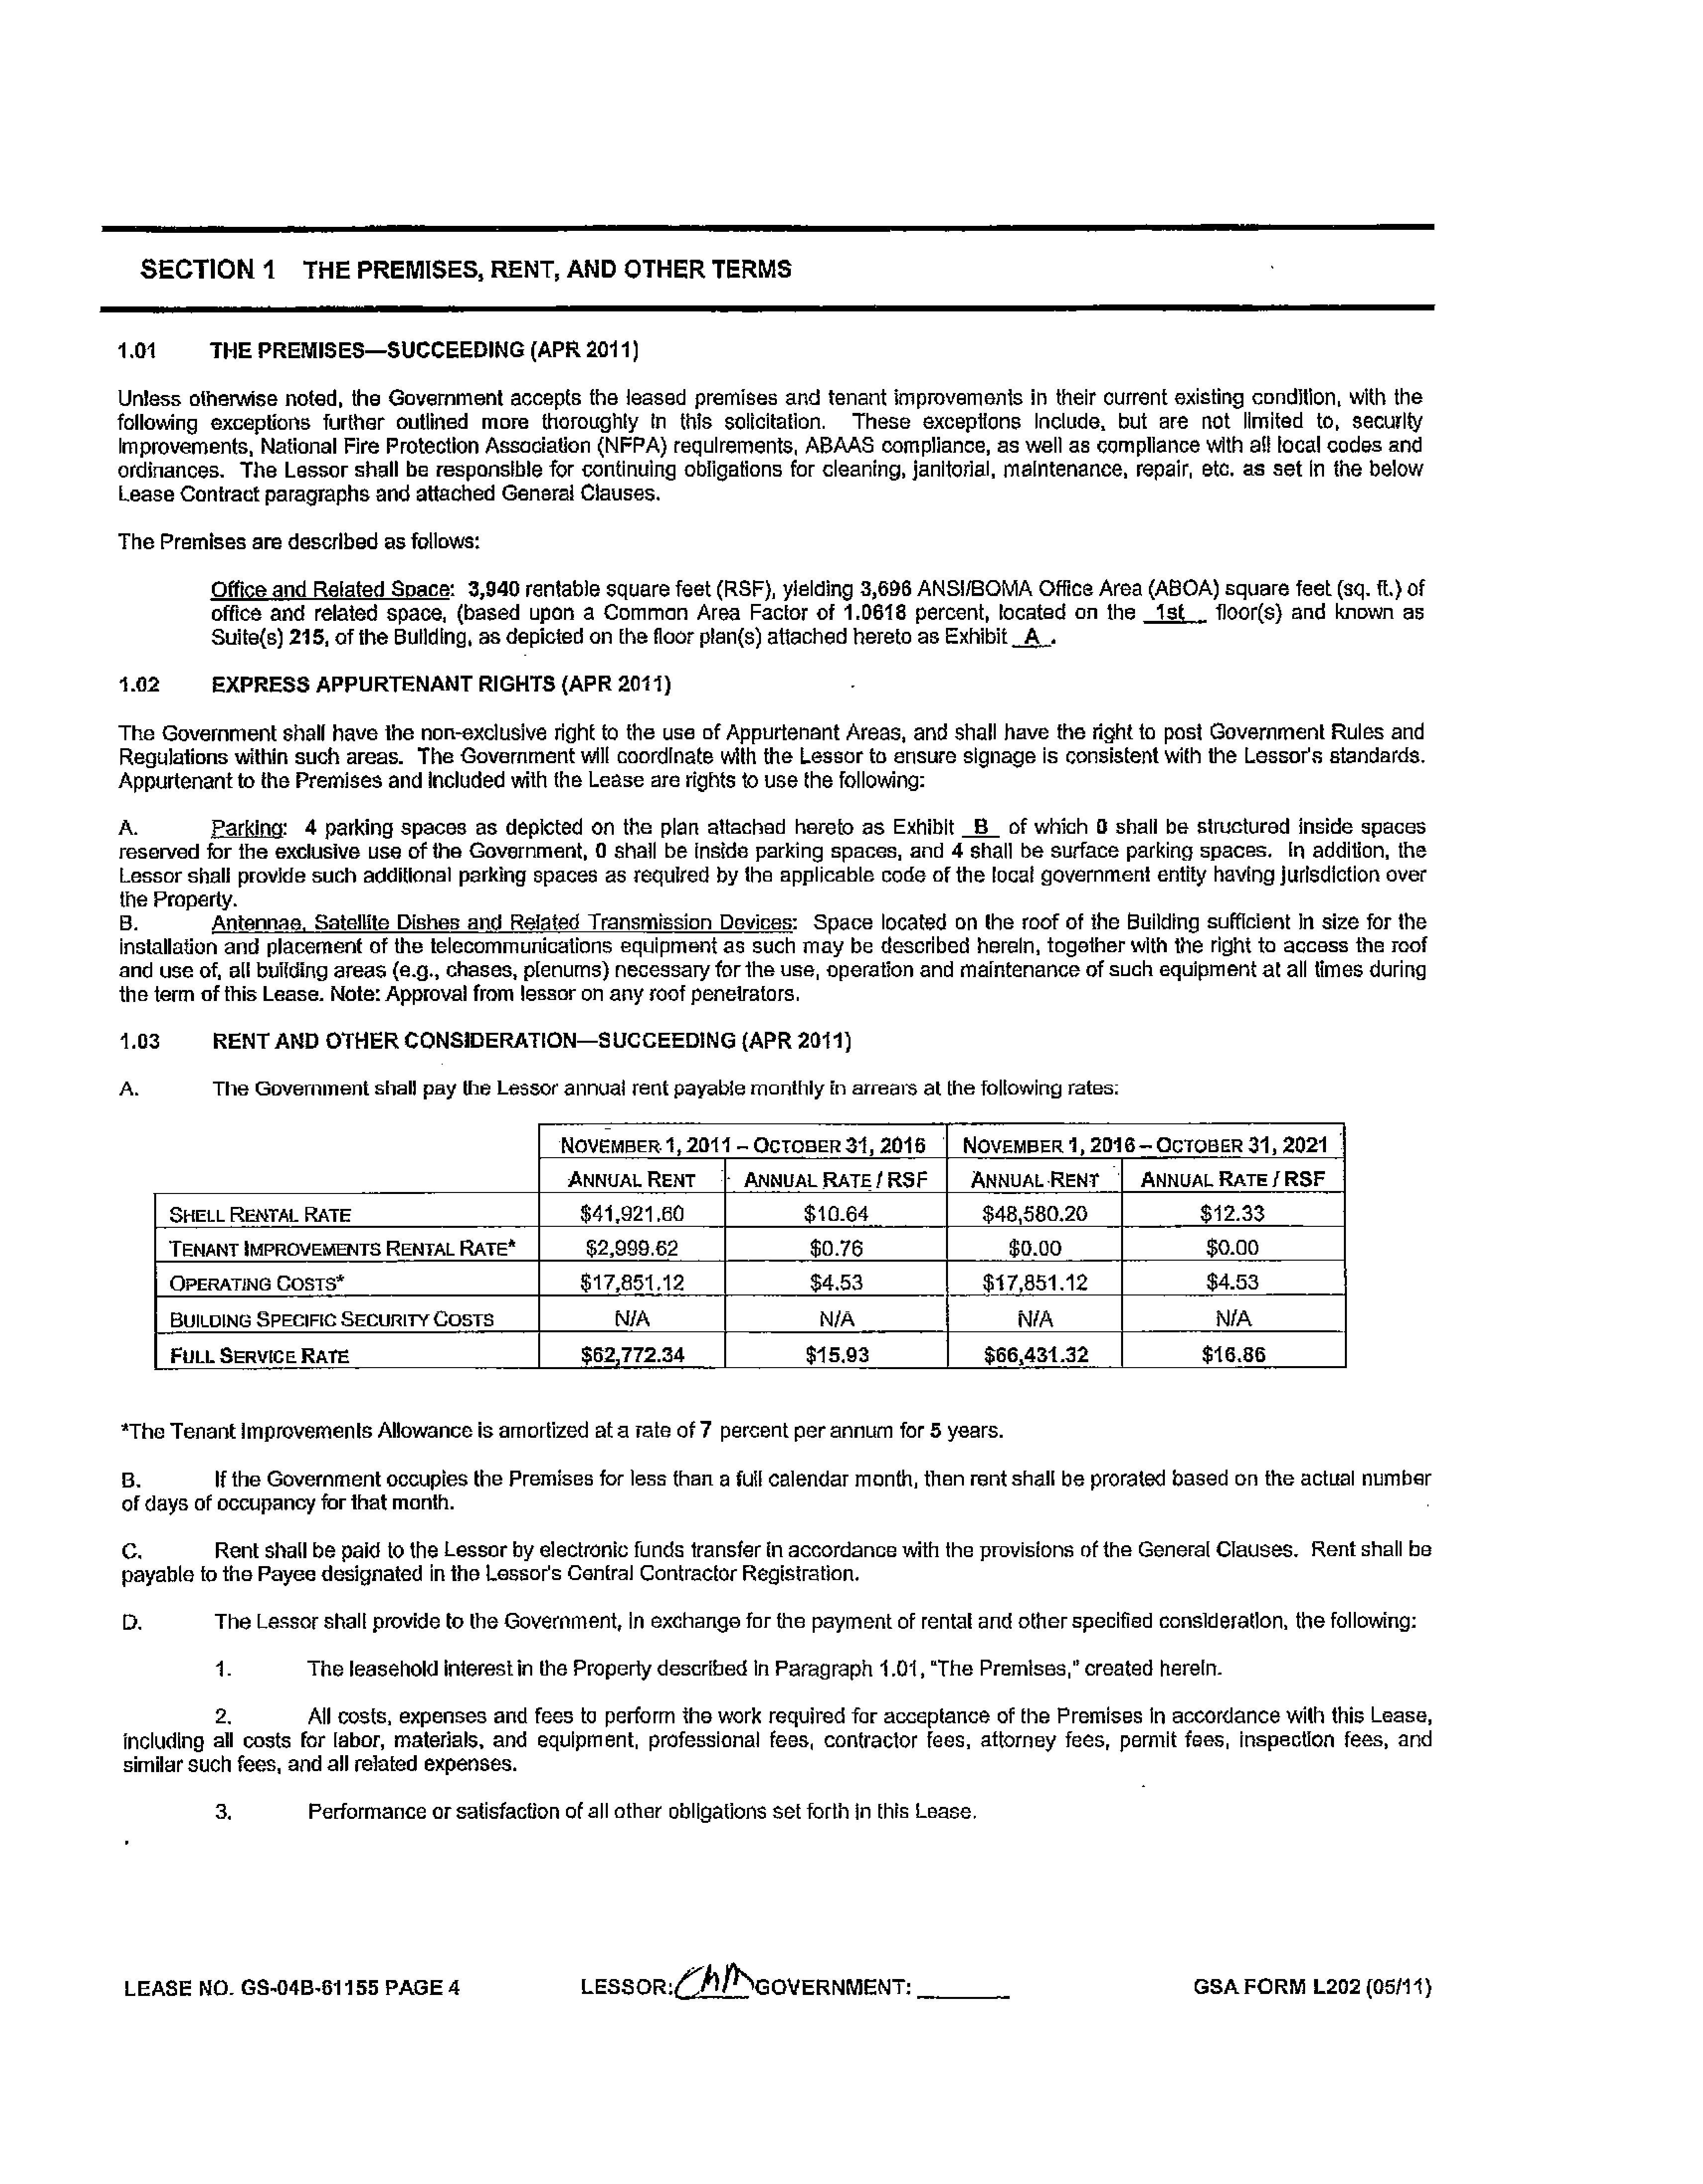 SECTION 1 THE PREMISES, RENT, AND OTHER TERMS
1.01 THE PREMISES—SUCCEEDING (APR 2011)
Unless otherwise noted, the Government accepts the leased premises and tenant improvements in their current existing condition, with the
following exceptions further outlined more thoroughly in this solicitation. These exceptions include, but are not limited to, security
improvements, National Fire Protection Association (NFPA) requirements, ABAAS compliance, as well as compliance with all local codes and
ordinances. The Lessor shall be responsible for continuing obligations for cleaning, janitorial, maintenance, repair, etc. as set in the below
Lease Contract paragraphs and attached General Clauses.
The Premises are described as follows:
Office and Related Space: 3,940 rentable square feet (RSF), yielding 3,696 ANSI/BOMA Office Area (ABOA) square feet (sq. ft.) of
office and related space, (based upon a Common Area Factor of 1.0618 percent, located on the 1st floor(s) and known as
Suite(s) 215, of the Building, as depicted on the floor plan(s) attached hereto as Exhibit A .
1.02 EXPRESS APPURTENANT RIGHTS (APR 2011)
The Government shall have the non-exclusive right to the use of Appurtenant Areas, and shall have the right to post Government Rules and
Regulations within such areas. The Government will coordinate with the Lessor to ensure signage is consistent with the Lessor's standards.
Appurtenant to the Premises and included with the Lease are rights to use the following:
A. Parking: 4 parking spaces as depicted on the plan attached hereto as Exhibit B of which 0 shall be structured inside spaces
reserved for the exclusive use of the Government, 0 shall be inside parking spaces, and 4 shall be surface parking spaces. In addition, the
Lessor shall provide such additional parking spaces as required by the applicable code of the local government entity having jurisdiction over
the Property.
B. Antennae, Satellite Dishes and Related Transmission Devices: Space located on the roof of the Building sufficient in size for the
installation and placement of the telecommunications equipment as such may be described herein, together with the right to access the roof
and use of, all building areas (e.g., chases, plenums) necessary for the use, operation and maintenance of such equipment at all times during
the term of this Lease. Note: Approval from lessor on any roof penetrators.
1.03 RENT AND OTHER CONSIDERATION—SUCCEEDING (APR 2011)
A. The Government shall pay the Lessor annual rent payable monthly in arrears at the following rates:
NOVEMBER 1, 2011 – OCTOBER 31, 2016 NOVEMBER 1, 2016 – OCTOBER 31, 2021
ANNUAL RENT ANNUAL RATE / RSF ANNUAL RENT ANNUAL RATE / RSF
SHELL RENTAL RATE $41,921.60 $10.64 $48,580.20 $12.33
TENANT IMPROVEMENTS RENTAL RATE* $2,999.62 $0.76 $0.00 $0.00
OPERATING COSTS* $17,851.12 $4.53 $17,851.12 $4.53
BUILDING SPECIFIC SECURITY COSTS N/A N/A N/A N/A
FULL SERVICE RATE $62,772.34 $15.93 $66,431.32 $16.86
*The Tenant Improvements Allowance is amortized at a rate of 7 percent per annum for 5 years.
B. If the Government occupies the Premises for less than a full calendar month, then rent shall be prorated based on the actual number
of days of occupancy for that month.
C. Rent shall be paid to the Lessor by electronic funds transfer in accordance with the provisions of the General Clauses. Rent shall be
payable to the Payee designated in the Lessor's Central Contractor Registration.
D. The Lessor shall provide to the Government, in exchange for the payment of rental and other specified consideration, the following:
1. The leasehold interest in the Property described in Paragraph 1.01, "The Premises," created herein.
2. All costs, expenses and fees to perform the work required for acceptance of the Premises in accordance with this Lease,
including all costs for labor, materials, and equipment, professional fees, contractor fees, attorney fees, permit fees, inspection fees, and
similar such fees, and all related expenses.
3. Performance or satisfaction of all other obligations set forth in this Lease.
LEASE NO. GS-04B-61155 PAGE 4 LESSOR: GOVERNMENT: GSA FORM L202 (05/11)